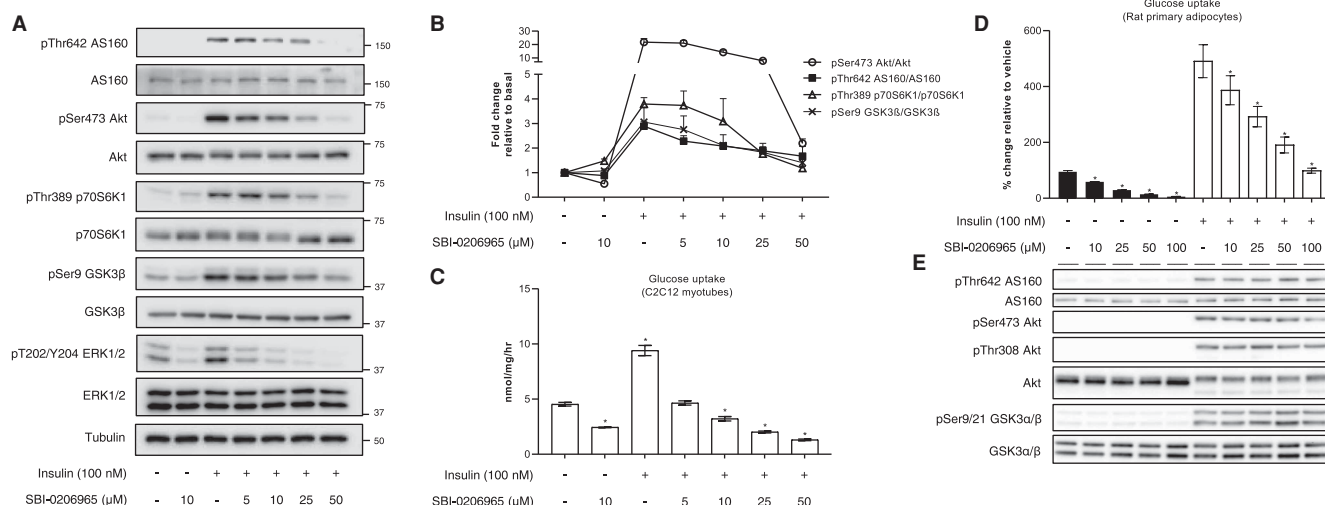 A
pThr642 AS160
150
AS160
150
pSer473 Akt
75
Akt
pThr389 p70S6K1
75
p70S6K1
75
pSer9 GSK3β
37
GSK3β
37
pT202/Y204 ERK1/2
37
ERK1/2
37
Tubulin
50
Insulin (100 nM) - - + + + + +
SBI-0206965 (μM) - 10 - 5 10 25 50
B
Fold change
relative to basal
30
20
10
5
4
3
2
1
0
pSer473 Akt/Akt
pThr642 AS160/AS160
pThr389 p70S6K1/p70S6K1
pSer9 GSK3ß/GSK3ß
Insulin (100 nM) - - + + + + +
SBI-0206965 (μM) - 10 - 5 10 25 50
C
Glucose uptake
(C2C12 myotubes)
nmol/mg/hr
15
10
5
0
* * * * *
Insulin (100 nM) - - + + + + +
SBI-0206965 (μM) - 10 - 5 10 25 50
D
Glucose uptake
(Rat primary adipocytes)
% change relative to vehicle
600
400
200
0
* * * * * * * *
Insulin (100 nM) - - - - - + + + + +
SBI-0206965 (μM) - 10 25 50 100 - 10 25 50 100
E
pThr642 AS160
AS160
pSer473 Akt
pThr308 Akt
Akt
pSer9/21 GSK3α/β
GSK3α/β